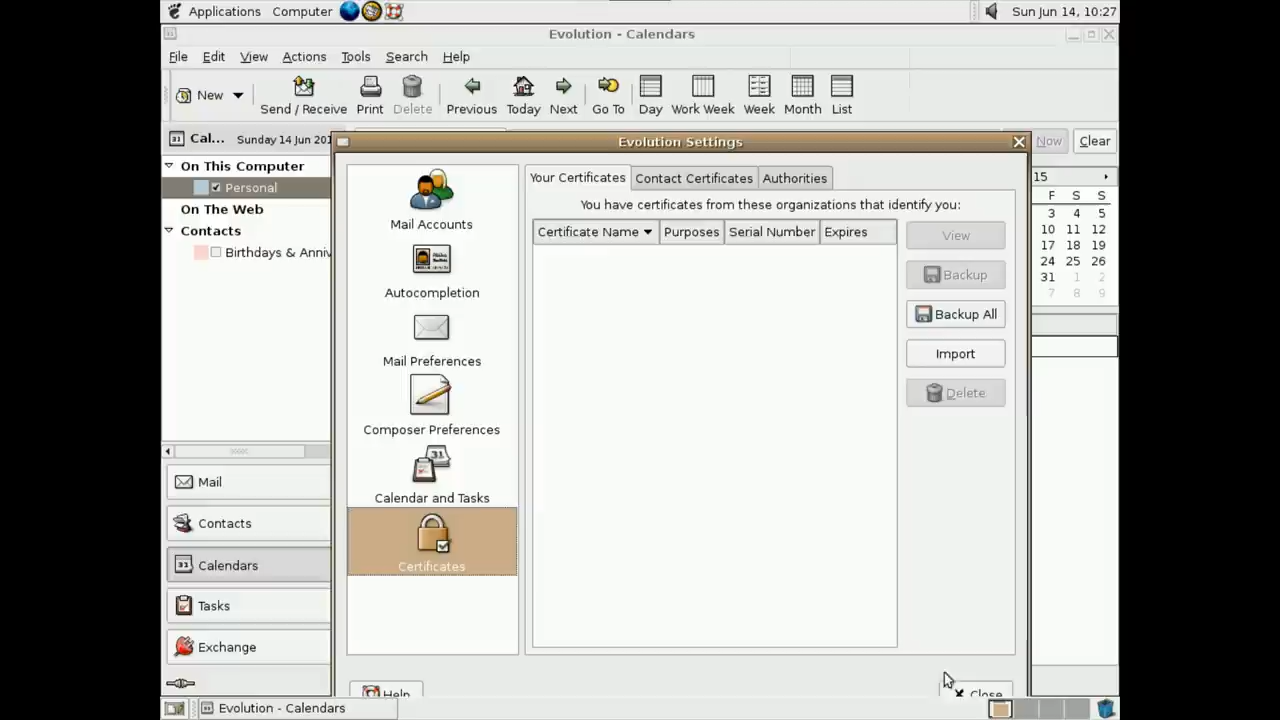 Applications Computer Sun Jun 14, 10:27
Evolution - Calendars
File Edit View Actions Tools Search Help
New Send / Receive Print Delete Previous Today Next Go To Day Work Week Week Month List
Cal... Sunday 14 Jun 201 Now Clear
Evolution Settings
On This Computer
Personal
On The Web
Contacts
Birthdays & Anniv
Mail
Contacts
31 Calendars
Tasks
Exchange
Mail Accounts
Autocompletion
Mail Preferences
Composer Preferences
31
Calendar and Tasks
Certificates
Your Certificates Contact Certificates Authorities
You have certificates from these organizations that identify you:
Certificate Name Purposes Serial Number Expires
View
Backup
Backup All
Import
Delete
Help Close
15
F S S
3 4 5
10 11 12
17 18 19
24 25 26
31 1 2
7 8 9
Evolution - Calendars